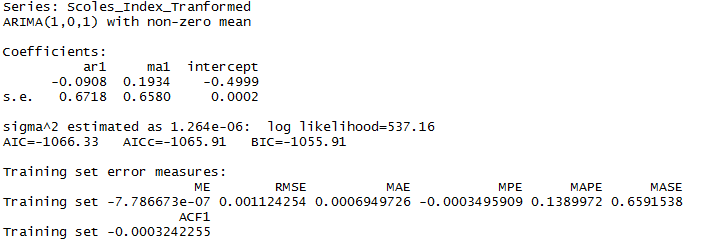 Series: Scoles_Index_Tranformed
ARIMA(1,0,1) with non-zero mean
Coefficients:
ar1 ma1 intercept
-0.0908 0.1934 -0.4999
s.e. 0.6718 0.6580 0.0002
sigma^2 estimated as 1.264e-06: log likelihood=537.16
AIC=-1066.33 AICc=-1065.91 BIC=-1055.91
Training set error measures:
ME RMSE MAE MPE MAPE MASE
Training set -7.786673e-07 0.001124254 0.0006949726 -0.0003495909 0.1389972 0.6591538
ACF1
Training set -0.0003242255